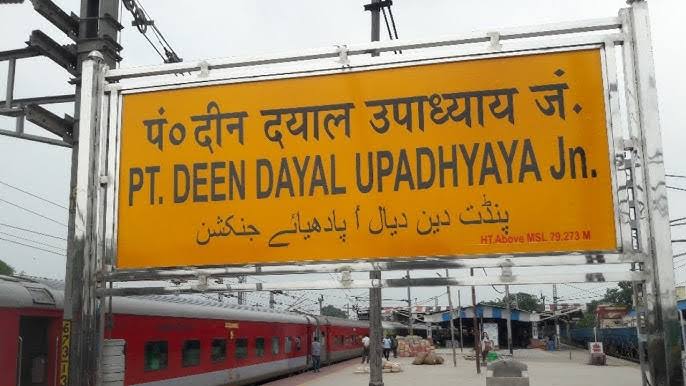 पं० दीन दयाल उपाध्याय जं.
PT. DEEN DAYAL UPADHYAYA Jn.
پنڈت دین دیال اُ پادھیائے جنکشن
HT. Above MSL 79.273 M